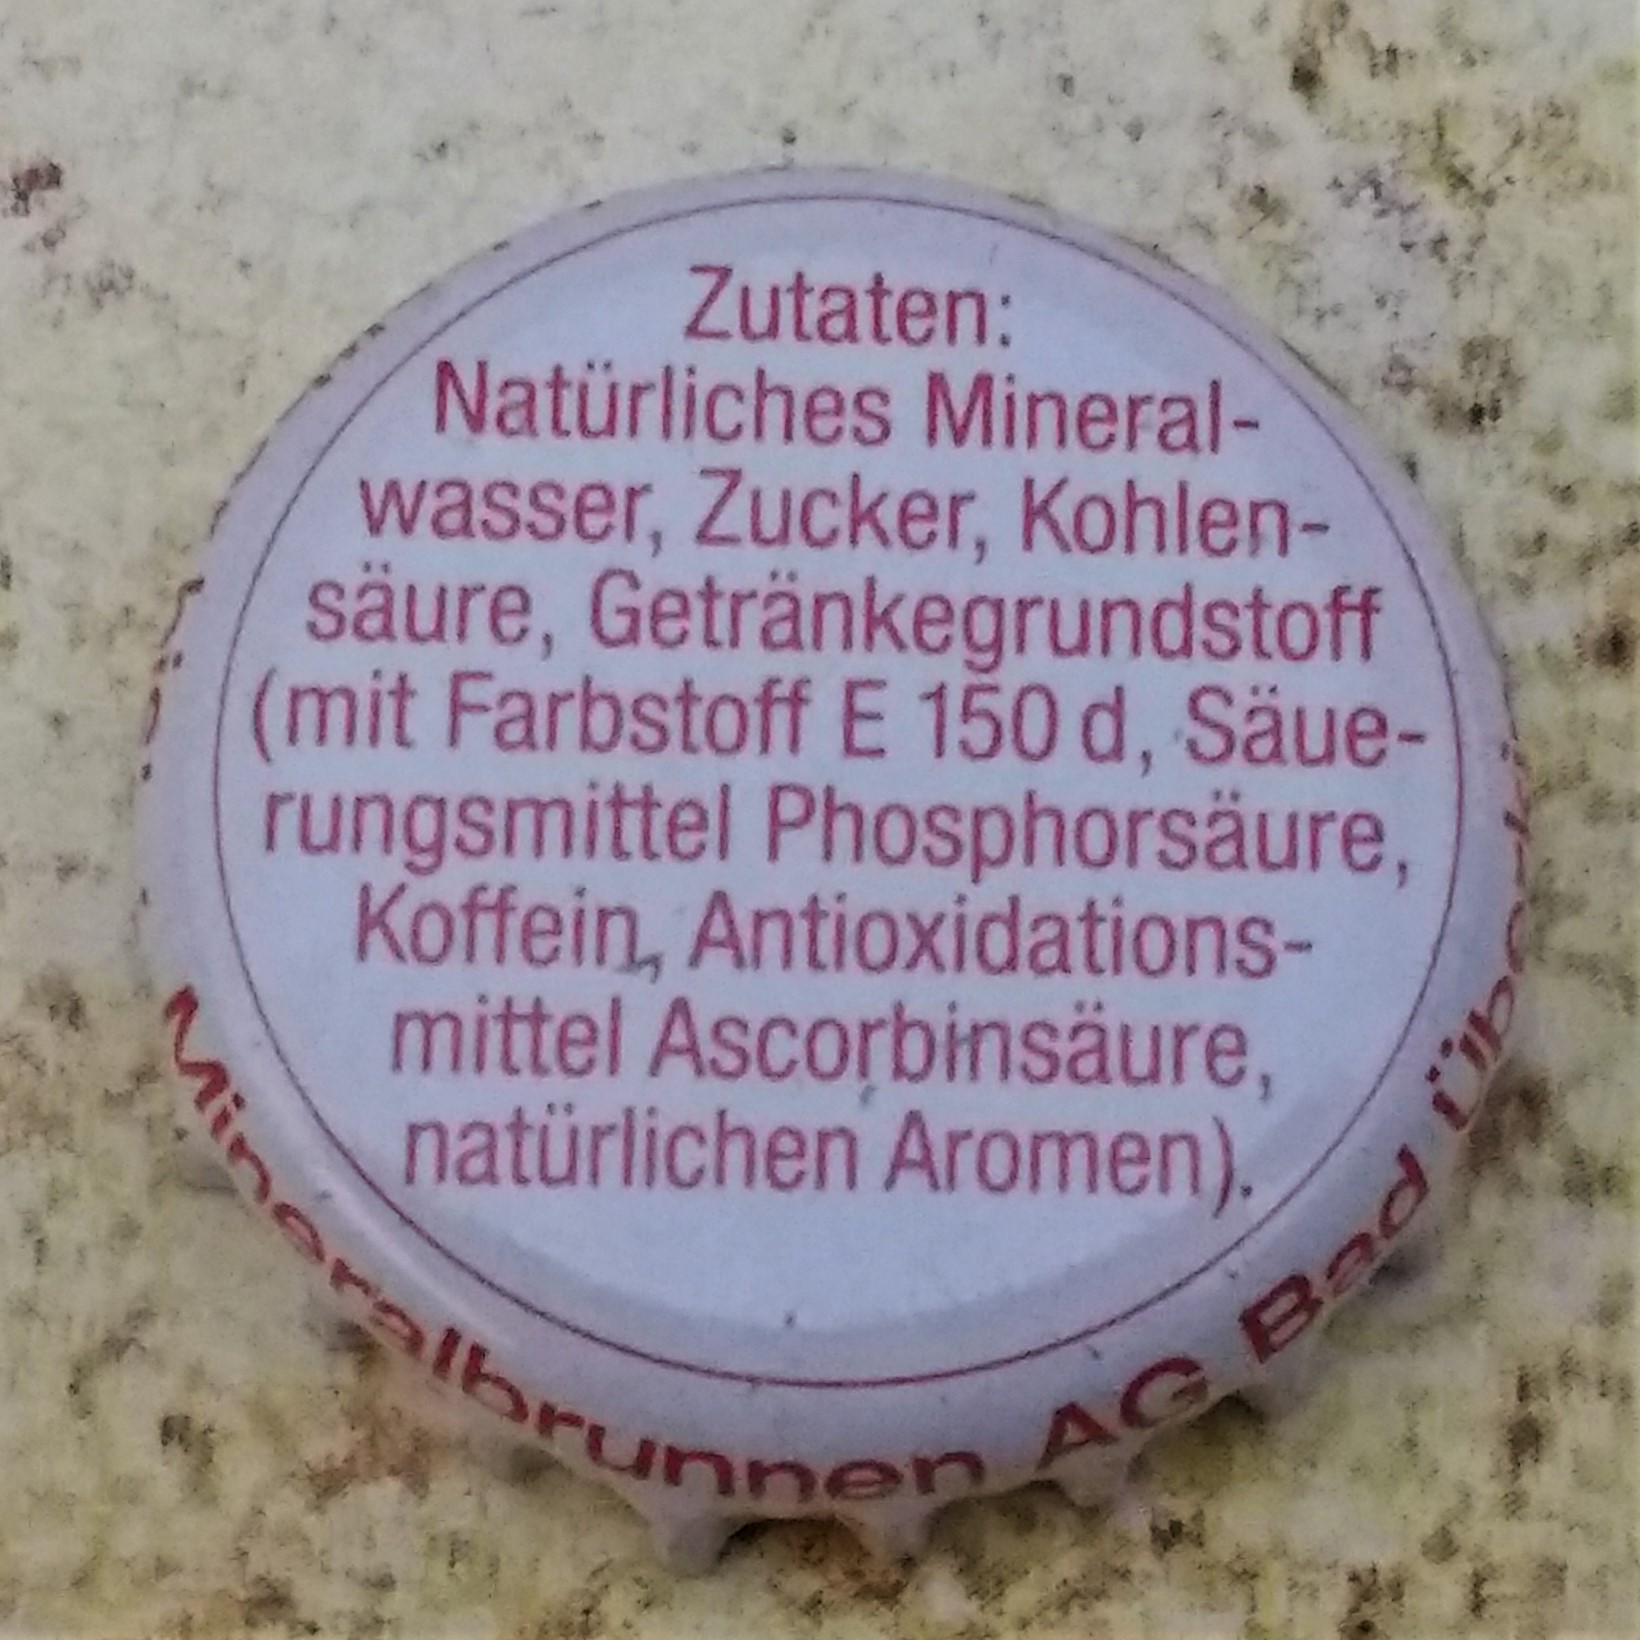 Zutaten:
Natürliches Mineral-
wasser, Zucker, Kohlen-
säure, Getränkegrundstoff
(mit Farbstoff E 150 d, Säue-
rungsmittel Phosphorsäure,
Koffein, Antioxidations-
mittel Ascorbinsäure,
natürlichen Aromen).
Mineralbrunnen AG Bad